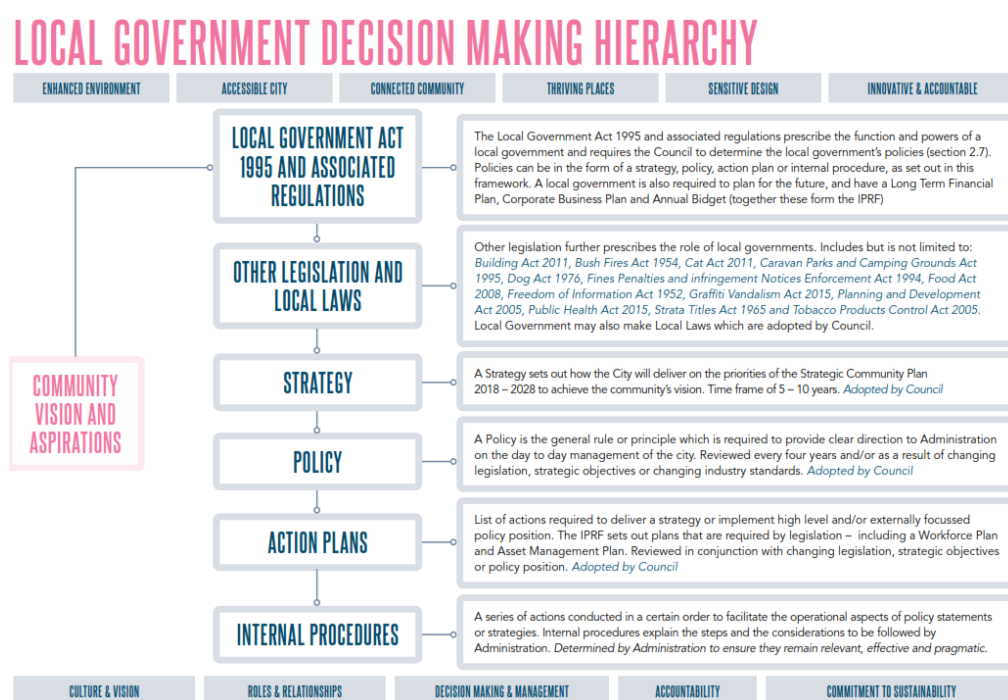 LOCAL GOVERNMENT DECISION MAKING HIERARCHY
ENHANCED ENVIRONMENT
ACCESSIBLE CITY
CONNECTED COMMUNITY
THRIVING PLACES
SENSITIVE DESIGN
INNOVATIVE & ACCOUNTABLE
COMMUNITY
VISION AND
ASPIRATIONS
LOCAL GOVERNMENT ACT
1995 AND ASSOCIATED
REGULATIONS
The Local Government Act 1995 and associated regulations prescribe the function and powers of a
local government and requires the Council to determine the local government's policies (section 2.7).
Policies can be in the form of a strategy, policy, action plan or internal procedure, as set out in this
framework. A local government is also required to plan for the future, and have a Long Term Financial
Plan, Corporate Business Plan and Annual Budget (together these form the IPRF)
OTHER LEGISLATION AND
LOCAL LAWS
Other legislation further prescribes the role of local governments. Includes but is not limited to:
Building Act 2011, Bush Fires Act 1954, Cat Act 2011, Caravan Parks and Camping Grounds Act
1995, Dog Act 1976, Fines Penalties and infringement Notices Enforcement Act 1994, Food Act
2008, Freedom of Information Act 1952, Graffiti Vandalism Act 2015, Planning and Development
Act 2005, Public Health Act 2015, Strata Titles Act 1965 and Tobacco Products Control Act 2005.
Local Government may also make Local Laws which are adopted by Council.
STRATEGY
A Strategy sets out how the City will deliver on the priorities of the Strategic Community Plan
2018 – 2028 to achieve the community's vision. Time frame of 5 – 10 years. Adopted by Council
POLICY
A Policy is the general rule or principle which is required to provide clear direction to Administration
on the day to day management of the city. Reviewed every four years and/or as a result of changing
legislation, strategic objectives or changing industry standards. Adopted by Council
ACTION PLANS
List of actions required to deliver a strategy or implement high level and/or externally focussed
policy position. The IPRF sets out plans that are required by legislation – including a Workforce Plan
and Asset Management Plan. Reviewed in conjunction with changing legislation, strategic objectives
or policy position. Adopted by Council
INTERNAL PROCEDURES
A series of actions conducted in a certain order to facilitate the operational aspects of policy statements
or strategies. Internal procedures explain the steps and the considerations to be followed by
Administration. Determined by Administration to ensure they remain relevant, effective and pragmatic.
CULTURE & VISION
ROLES & RELATIONSHIPS
DECISION MAKING & MANAGEMENT
ACCOUNTABILITY
COMMITMENT TO SUSTAINABILITY